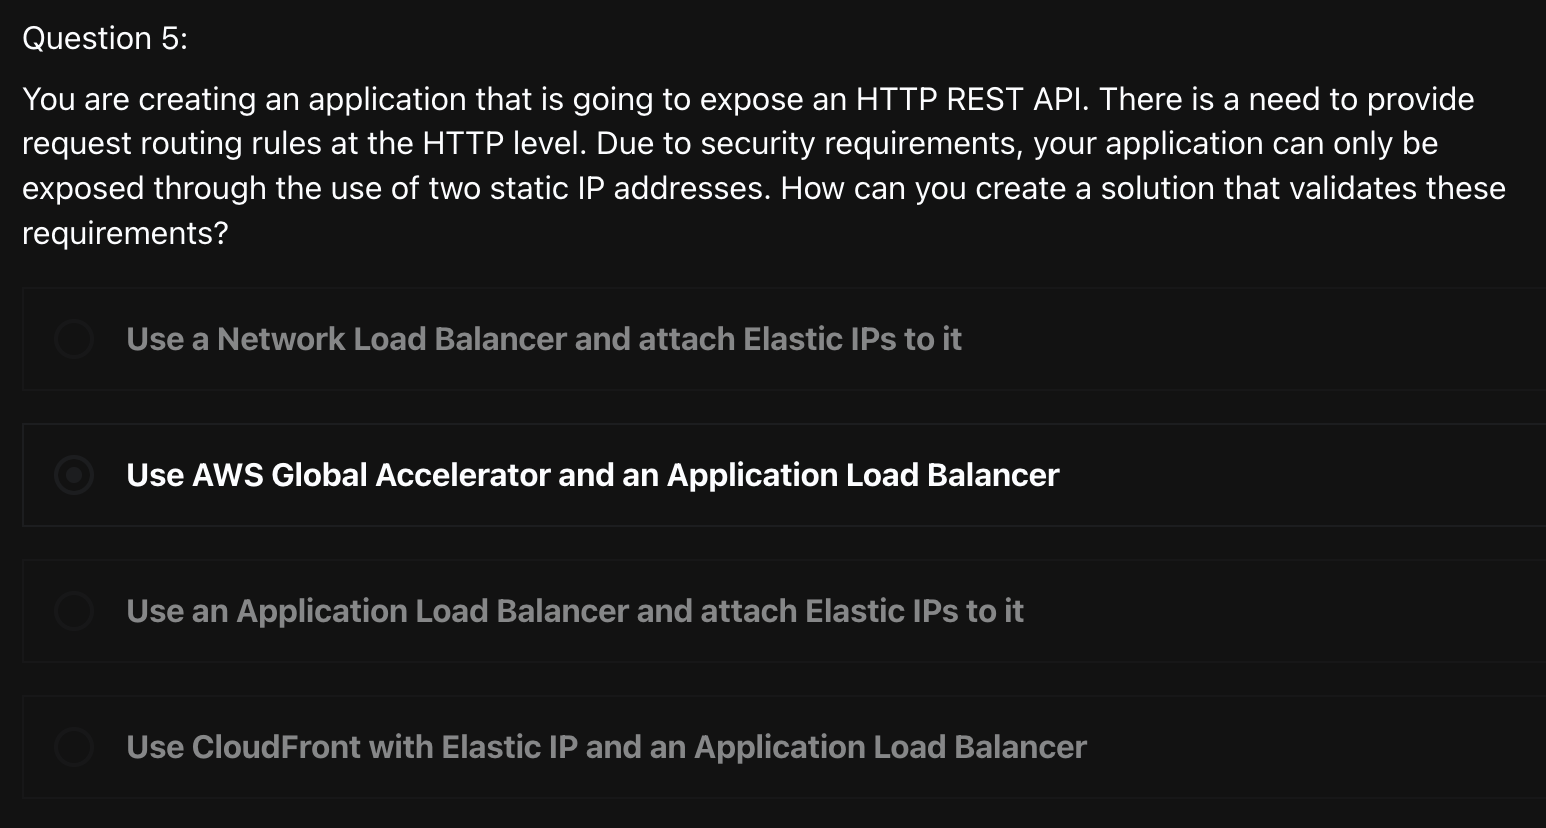 Question 5:
You are creating an application that is going to expose an HTTP REST API. There is a need to provide
request routing rules at the HTTP level. Due to security requirements, your application can only be
exposed through the use of two static IP addresses. How can you create a solution that validates these
requirements?
Use a Network Load Balancer and attach Elastic IPs to it
Use AWS Global Accelerator and an Application Load Balancer
Use an Application Load Balancer and attach Elastic IPs to it
Use CloudFront with Elastic IP and an Application Load Balancer